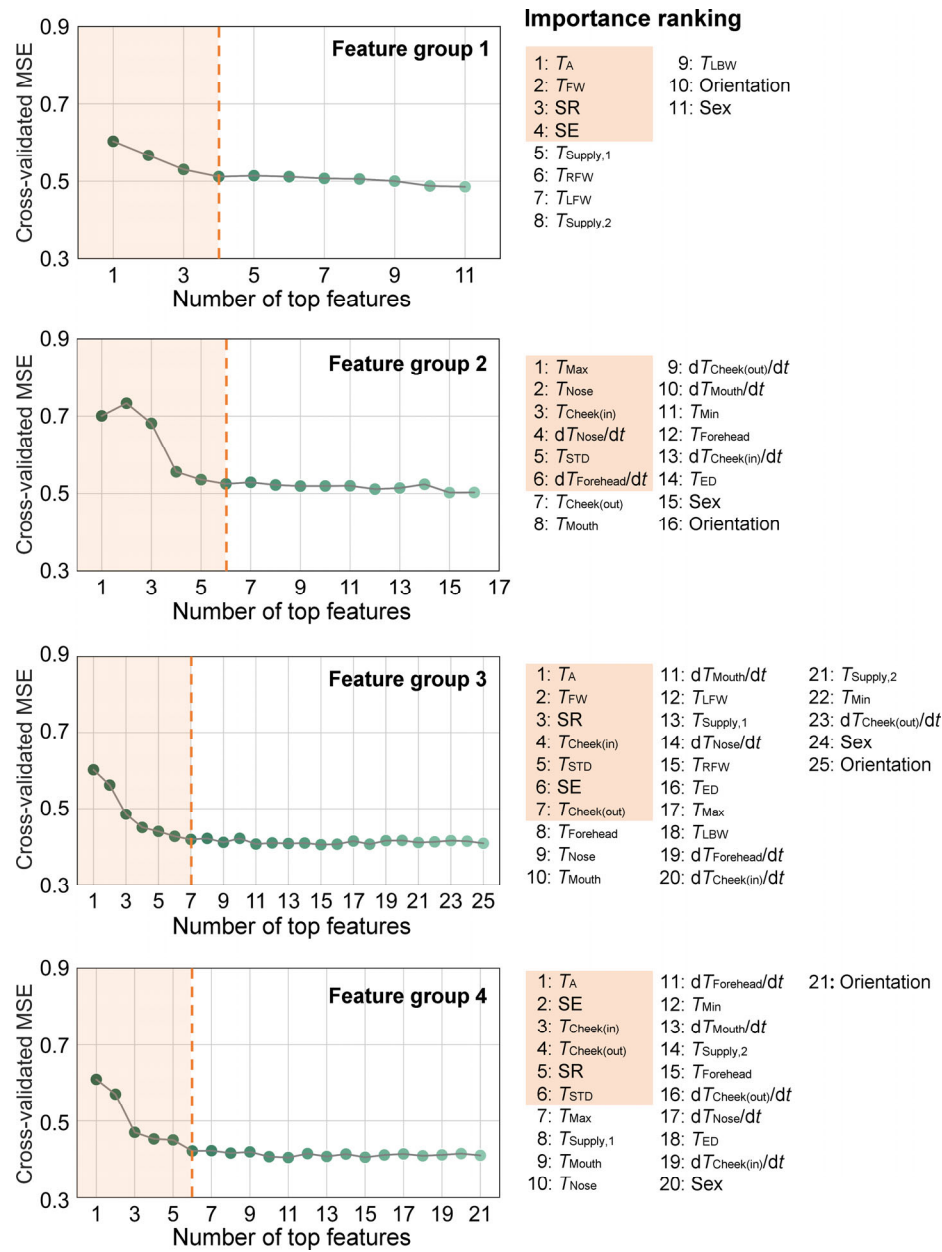 Importance ranking
Feature group 1
Cross-validated MSE
0.9
0.7
0.5
0.3
1 3 5 7 9 11
Number of top features
1: TA
2: TFW
3: SR
4: SE
5: TSupply,1
6: TRFW
7: TLFW
8: TSupply,2
9: TLBW
10: Orientation
11: Sex
Feature group 2
Cross-validated MSE
0.9
0.7
0.5
0.3
1 3 5 7 9 11 13 15 17
Number of top features
1: TMax
2: TNose
3: TCheek(in)
4: dTNose/dt
5: TSTD
6: dTForehead/dt
7: TCheek(out)
8: TMouth
9: dTCheek(out)/dt
10: dTMouth/dt
11: TMin
12: TForehead
13: dTCheek(in)/dt
14: TED
15: Sex
16: Orientation
Feature group 3
Cross-validated MSE
0.9
0.7
0.5
0.3
1 3 5 7 9 11 13 15 17 19 21 23 25
Number of top features
1: TA
2: TFW
3: SR
4: TCheek(in)
5: TSTD
6: SE
7: TCheek(out)
8: TForehead
9: TNose
10: TMouth
11: dTMouth/dt
12: TLFW
13: TSupply,1
14: dTNose/dt
15: TRFW
16: TED
17: TMax
18: TLBW
19: dTForehead/dt
20: dTCheek(in)/dt
21: TSupply,2
22: TMin
23: dTCheek(out)/dt
24: Sex
25: Orientation
Feature group 4
Cross-validated MSE
0.9
0.7
0.5
0.3
1 3 5 7 9 11 13 15 17 19 21
Number of top features
1: TA
2: SE
3: TCheek(in)
4: TCheek(out)
5: SR
6: TSTD
7: TMax
8: TSupply,1
9: TMouth
10: TNose
11: dTForehead/dt
12: TMin
13: dTMouth/dt
14: TSupply,2
15: TForehead
16: dTCheek(out)/dt
17: dTNose/dt
18: TED
19: dTCheek(in)/dt
20: Sex
21: Orientation